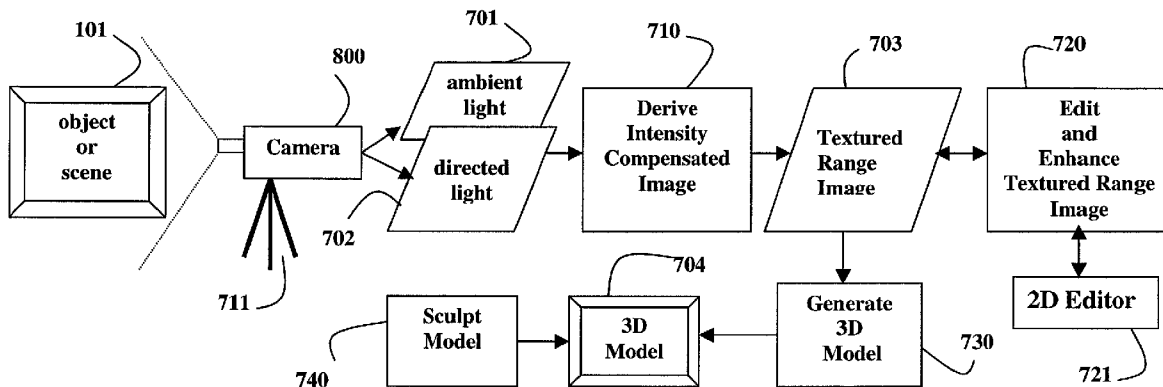 101
object
or
scene
800
Camera
711
701
ambient
light
directed
light
702
710
Derive
Intensity
Compensated
Image
703
Textured
Range
Image
720
Edit
and
Enhance
Textured Range
Image
2D Editor
721
Generate
3D
Model
730
704
3D
Model
Sculpt
Model
740